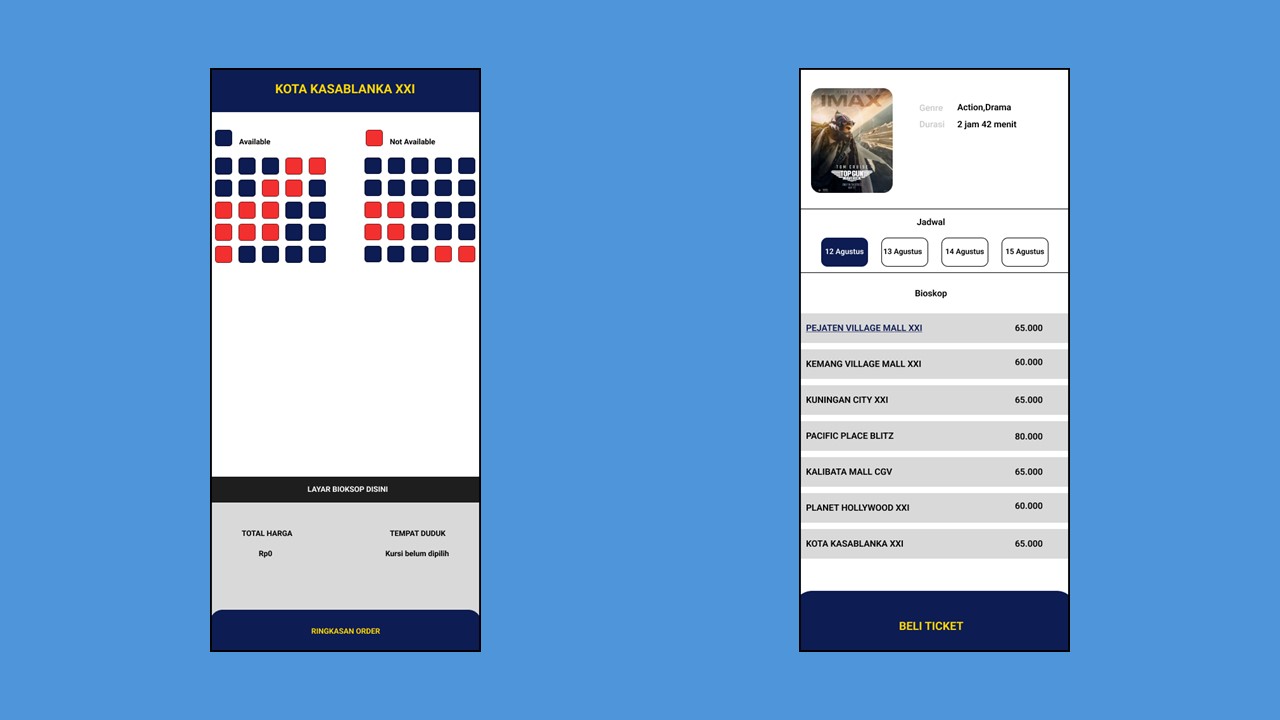 KOTA KASABLANKA XXI
Available
Not Available
LAYAR BIOKSOP DISINI
TOTAL HARGA
TEMPAT DUDUK
Rp0
Kursi belum dipilih
RINGKASAN ORDER
IMAX
TOM CRUISE
TOP GUN
Genre
Action,Drama
Durasi
2 jam 42 menit
Jadwal
12 Agustus
13 Agustus
14 Agustus
15 Agustus
Bioskop
PEJATEN VILLAGE MALL XXI
65.000
KEMANG VILLAGE MALL XXI
60.000
KUNINGAN CITY XXI
65.000
PACIFIC PLACE BLITZ
80.000
KALIBATA MALL CGV
65.000
PLANET HOLLYWOOD XXI
60.000
KOTA KASABLANKA XXI
65.000
BELI TICKET